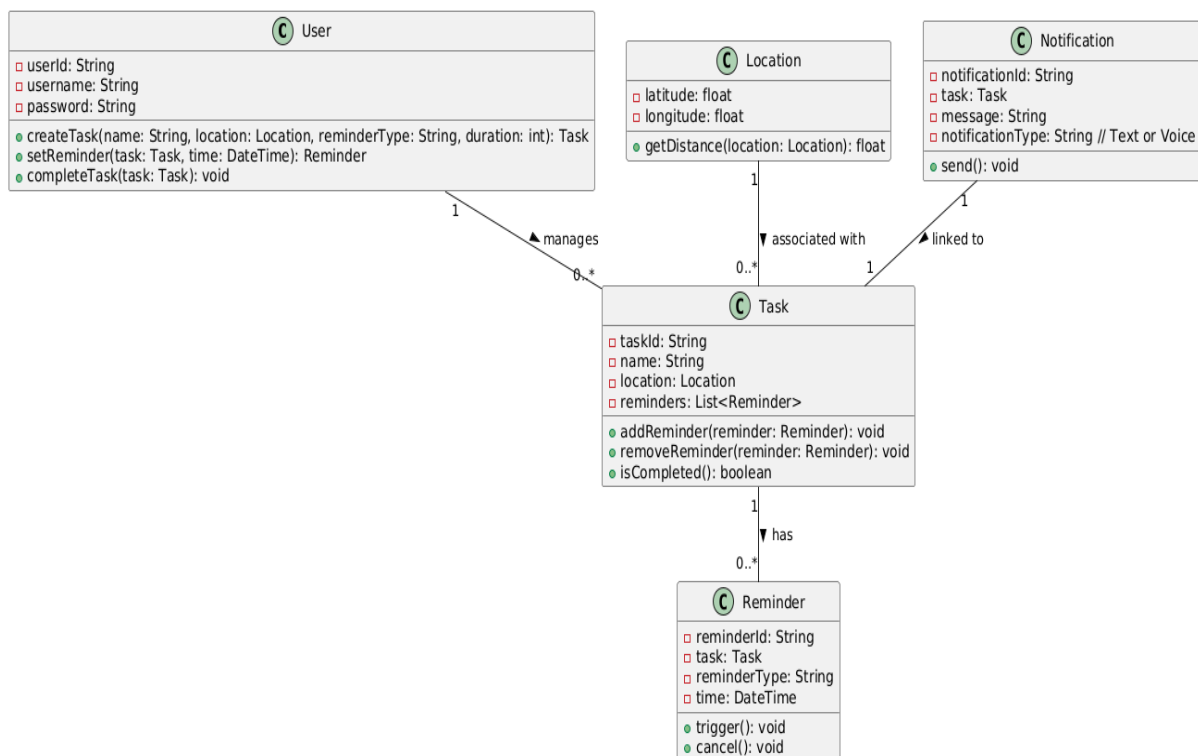 C User
userId: String
username: String
password: String
createTask(name: String, location: Location, reminderType: String, duration: int): Task
setReminder(task: Task, time: DateTime): Reminder
completeTask(task: Task): void
C Location
latitude: float
longitude: float
getDistance(location: Location): float
C Notification
notificationId: String
task: Task
message: String
notificationType: String // Text or Voice
send(): void
1
manages
0..*
1
associated with
0..*
1
linked to
1
C Task
taskId: String
name: String
location: Location
reminders: List<Reminder>
addReminder(reminder: Reminder): void
removeReminder(reminder: Reminder): void
isCompleted(): boolean
1
has
0..*
C Reminder
reminderId: String
task: Task
reminderType: String
time: DateTime
trigger(): void
cancel(): void